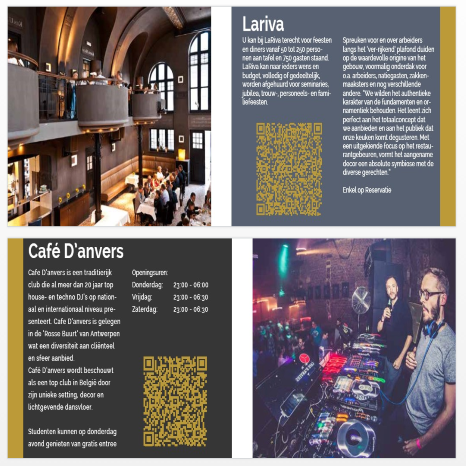 Lariva
U kan bij LaRiva terecht voor feesten
en diners vanaf 50 tot 250 perso-
nen aan tafel en 750 gasten staand.
LaRiva kan naar ieders wens en
budget, volledig of gedeeltelijk,
worden afgehuurd voor seminaries,
jubilea, trouw-, personeels- en fami-
liefeesten.
Spreuken voor en over arbeiders
langs het 'ver-rijkend' plafond duiden
op de waardevolle origine van het
gebouw, voormalig onderdak voor
o.a. arbeiders, natiegasten, zakken-
maaksters en nog verschillende
andere. "We wilden het authentieke
karakter van de fundamenten en or-
namentiek behouden. Het leent zich
perfect aan het totaalconcept dat
we aanbieden en aan het publiek dat
onze keuken komt degusteren. Met
een uitgekiende focus op het restau-
rantgebeuren, vormt het aangename
decor een absolute symbiose met de
diverse gerechten."
Enkel op Reservatie
Café D'anvers
Cafe D'anvers is een traditierijk
club die al meer dan 20 jaar top
house- en techno DJ's op nation-
aal en internationaal niveau pre-
senteert. Cafe D'anvers is gelegen
in de 'Rosse Buurt' van Antwerpen
wat een diversiteit aan cliënteel
en sfeer aanbied.
Café D'anvers wordt beschouwt
als een top club in België door
zijn unieke setting, decor en
lichtgevende dansvloer.
Studenten kunnen op donderdag
avond genieten van gratis entree
Openingsuren:
Donderdag: 23:00 - 06:00
Vrijdag: 23:00 - 06:30
Zaterdag: 23:00 - 06:30